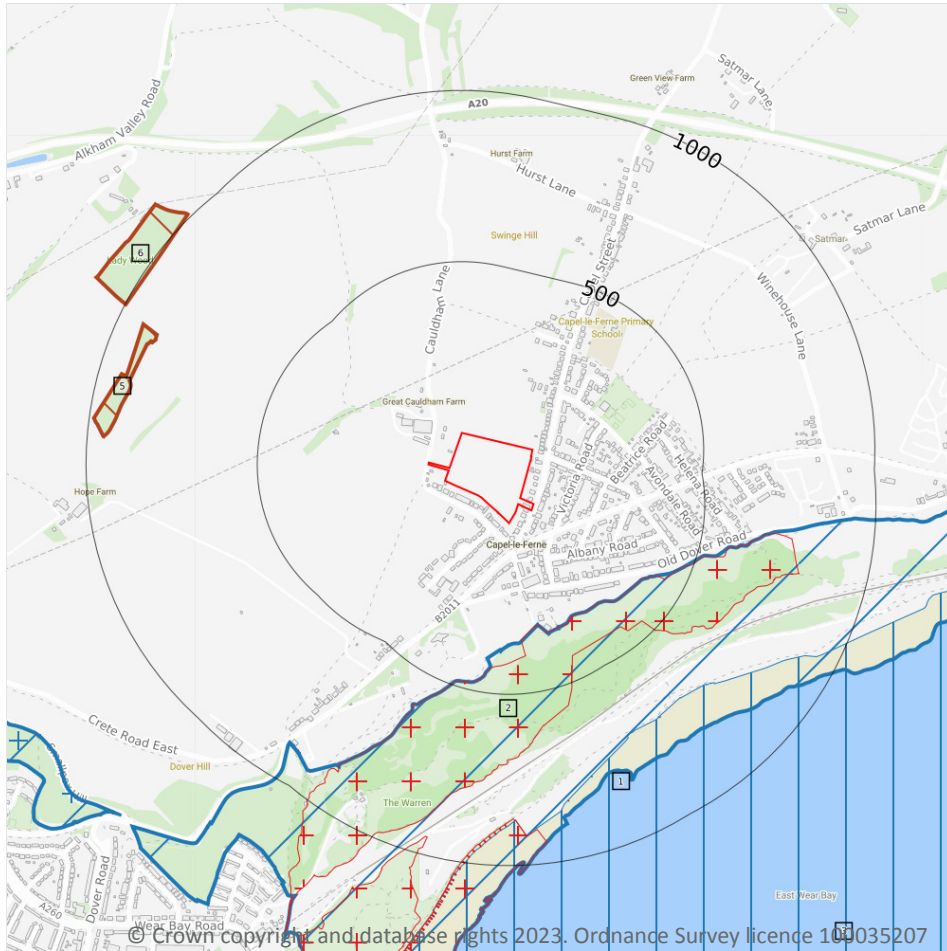 Green View Farm
Satmar Lane
A20
Alkham Valley Road
1000
Hurst Farm
Hurst Lane
Satmar Lane
Swinge Hill
Satmar
6
Lady Wood
Capel Street
Winehouse Lane
500
Cauldham Lane
Capel-le-Ferne Primary
School
5
Great Cauldham Farm
Beatrice Road
Helena Road
Victoria Road
Avondale Road
Hope Farm
Capel-le-Ferne
Albany Road
Old Dover Road
B2011
2
Crete Road East
Dover Hill
1
The Warren
Dover Road
A260
Wear Bay Road
East Wear Bay
© Crown copyright and database rights 2023. Ordnance Survey licence 100035207